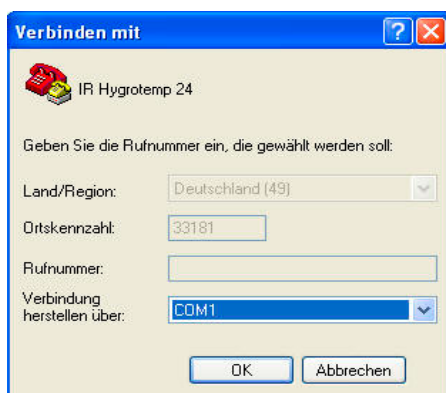 Verbinden mit
IR Hygrotemp 24
Geben Sie die Rufnummer ein, die gewählt werden soll:
Land/Region: Deutschland (49)
Ortskennzahl: 33181
Rufnummer:
Verbindung
herstellen über: COM1
OK Abbrechen